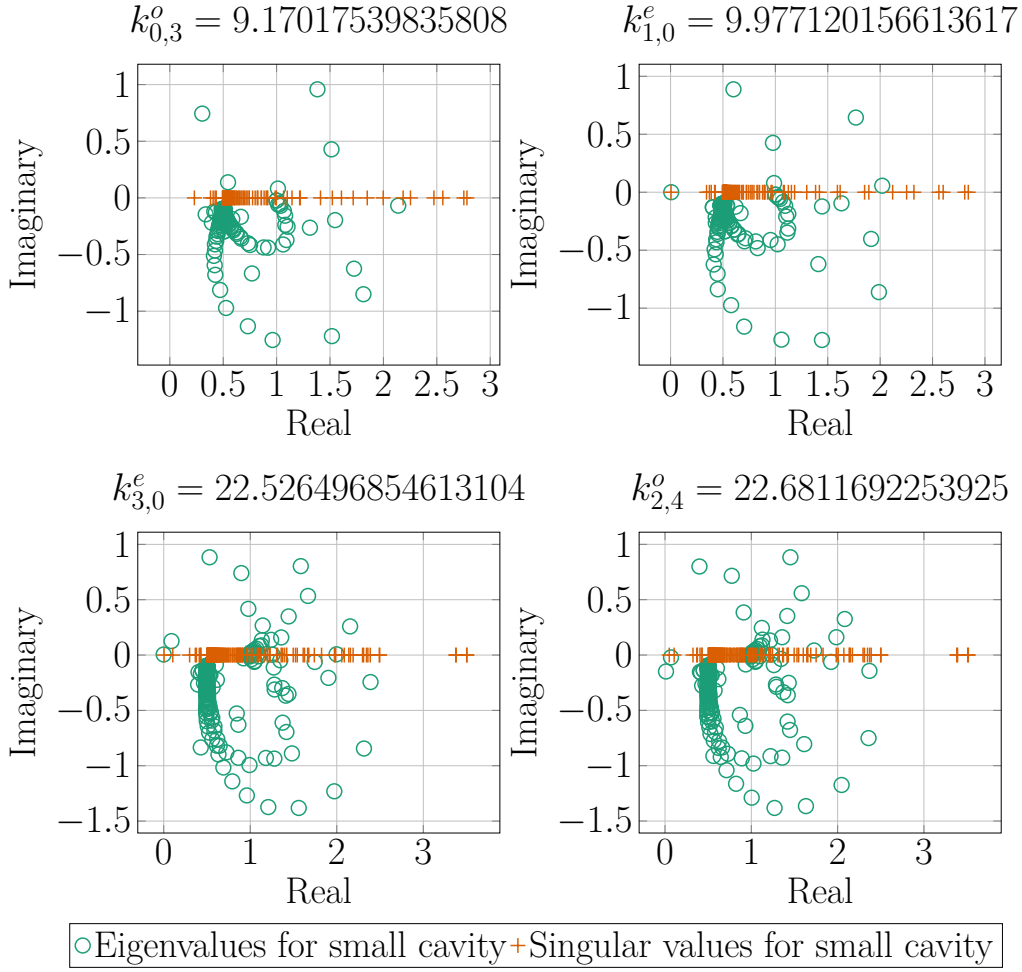 k^o_{0,3} = 9.17017539835808
k^e_{1,0} = 9.977120156613617
1
0.5
0
−0.5
−1
Imaginary
0 0.5 1 1.5 2 2.5 3
Real
1
0.5
0
−0.5
−1
Imaginary
0 0.5 1 1.5 2 2.5 3
Real
k^e_{3,0} = 22.526496854613104
k^o_{2,4} = 22.6811692253925
1
0.5
0
−0.5
−1
−1.5
Imaginary
0 1 2 3
Real
1
0.5
0
−0.5
−1
−1.5
Imaginary
0 1 2 3
Real
Eigenvalues for small cavity Singular values for small cavity